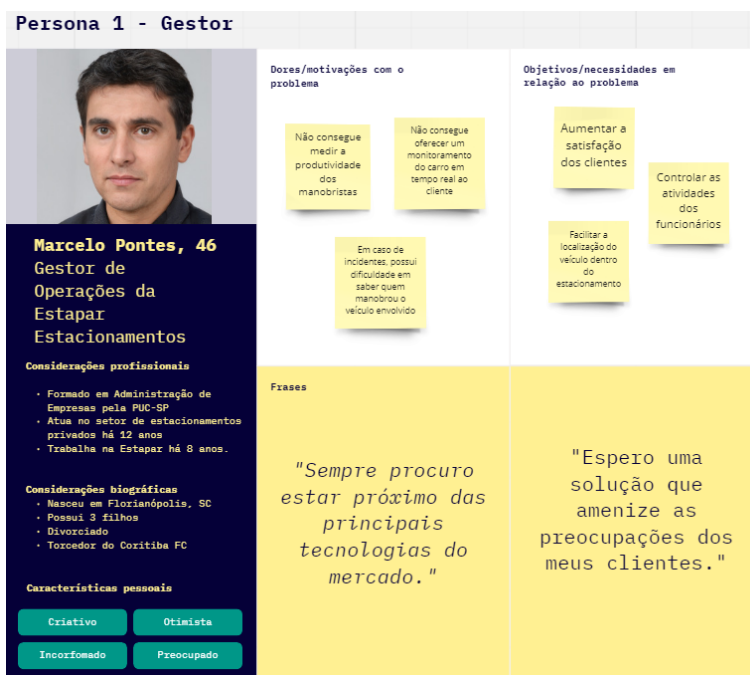 Persona 1 - Gestor
Marcelo Pontes, 46
Gestor de
Operações da
Estapar
Estacionamentos
Considerações profissionais
• Formado em Administração de
Empresas pela PUC-SP
• Atua no setor de estacionamentos
privados há 12 anos
• Trabalha na Estapar há 8 anos.
Considerações biográficas
• Nasceu em Florianópolis, SC
• Possui 3 filhos
• Divorciado
• Torcedor do Coritiba FC
Características pessoais
Criativo
Otimista
Incorfomado
Preocupado
Dores/motivações com o
problema
Não consegue
medir a
produtividade
dos
manobristas
Não consegue
oferecer um
monitoramento
do carro em
tempo real ao
cliente
Em caso de
incidentes, possui
dificuldade em
saber quem
manobrou o
veículo envolvido
Objetivos/necessidades em
relação ao problema
Aumentar a
satisfação
dos clientes
Controlar as
atividades
dos
funcionários
Facilitar a
localização do
veículo dentro
do
estacionamento
Frases
"Sempre procuro
estar próximo das
principais
tecnologias do
mercado."
"Espero uma
solução que
amenize as
preocupações dos
meus clientes."